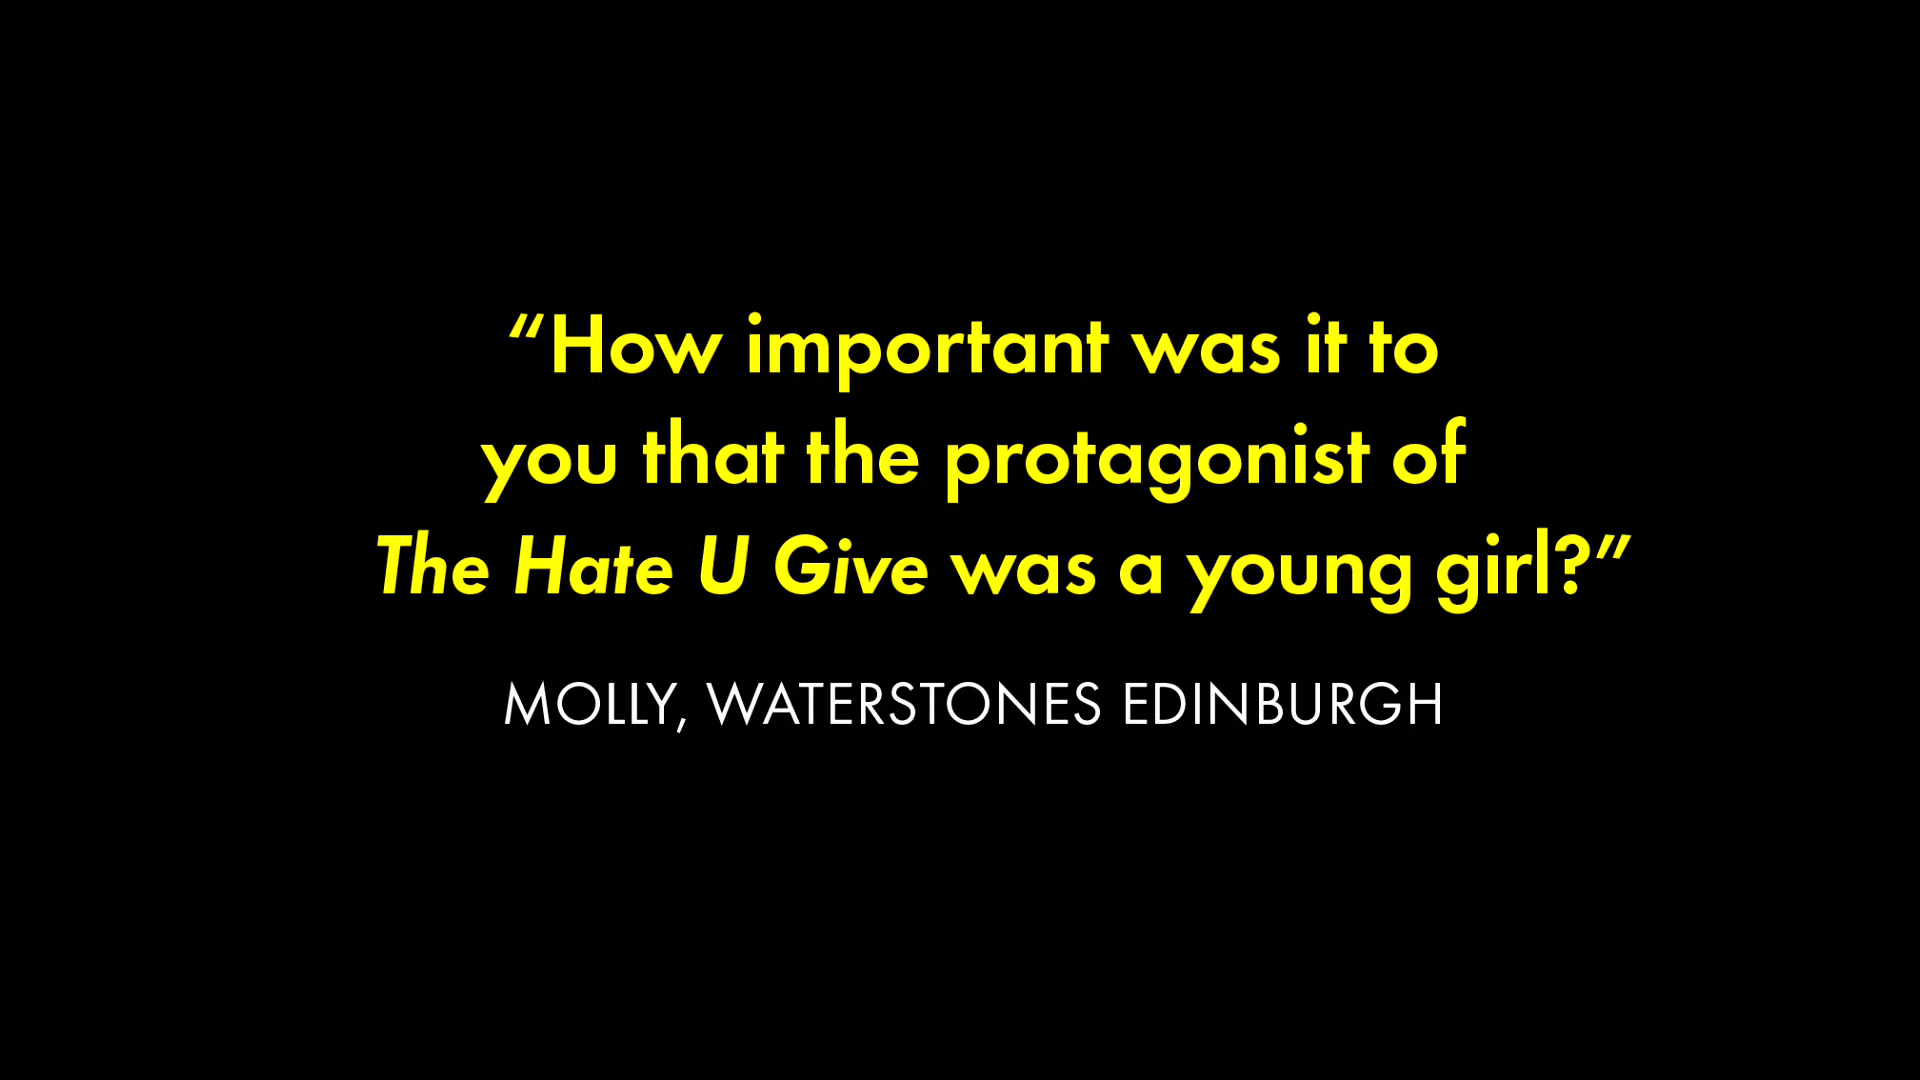 “How important was it to
you that the protagonist of
The Hate U Give was a young girl?”
MOLLY, WATERSTONES EDINBURGH